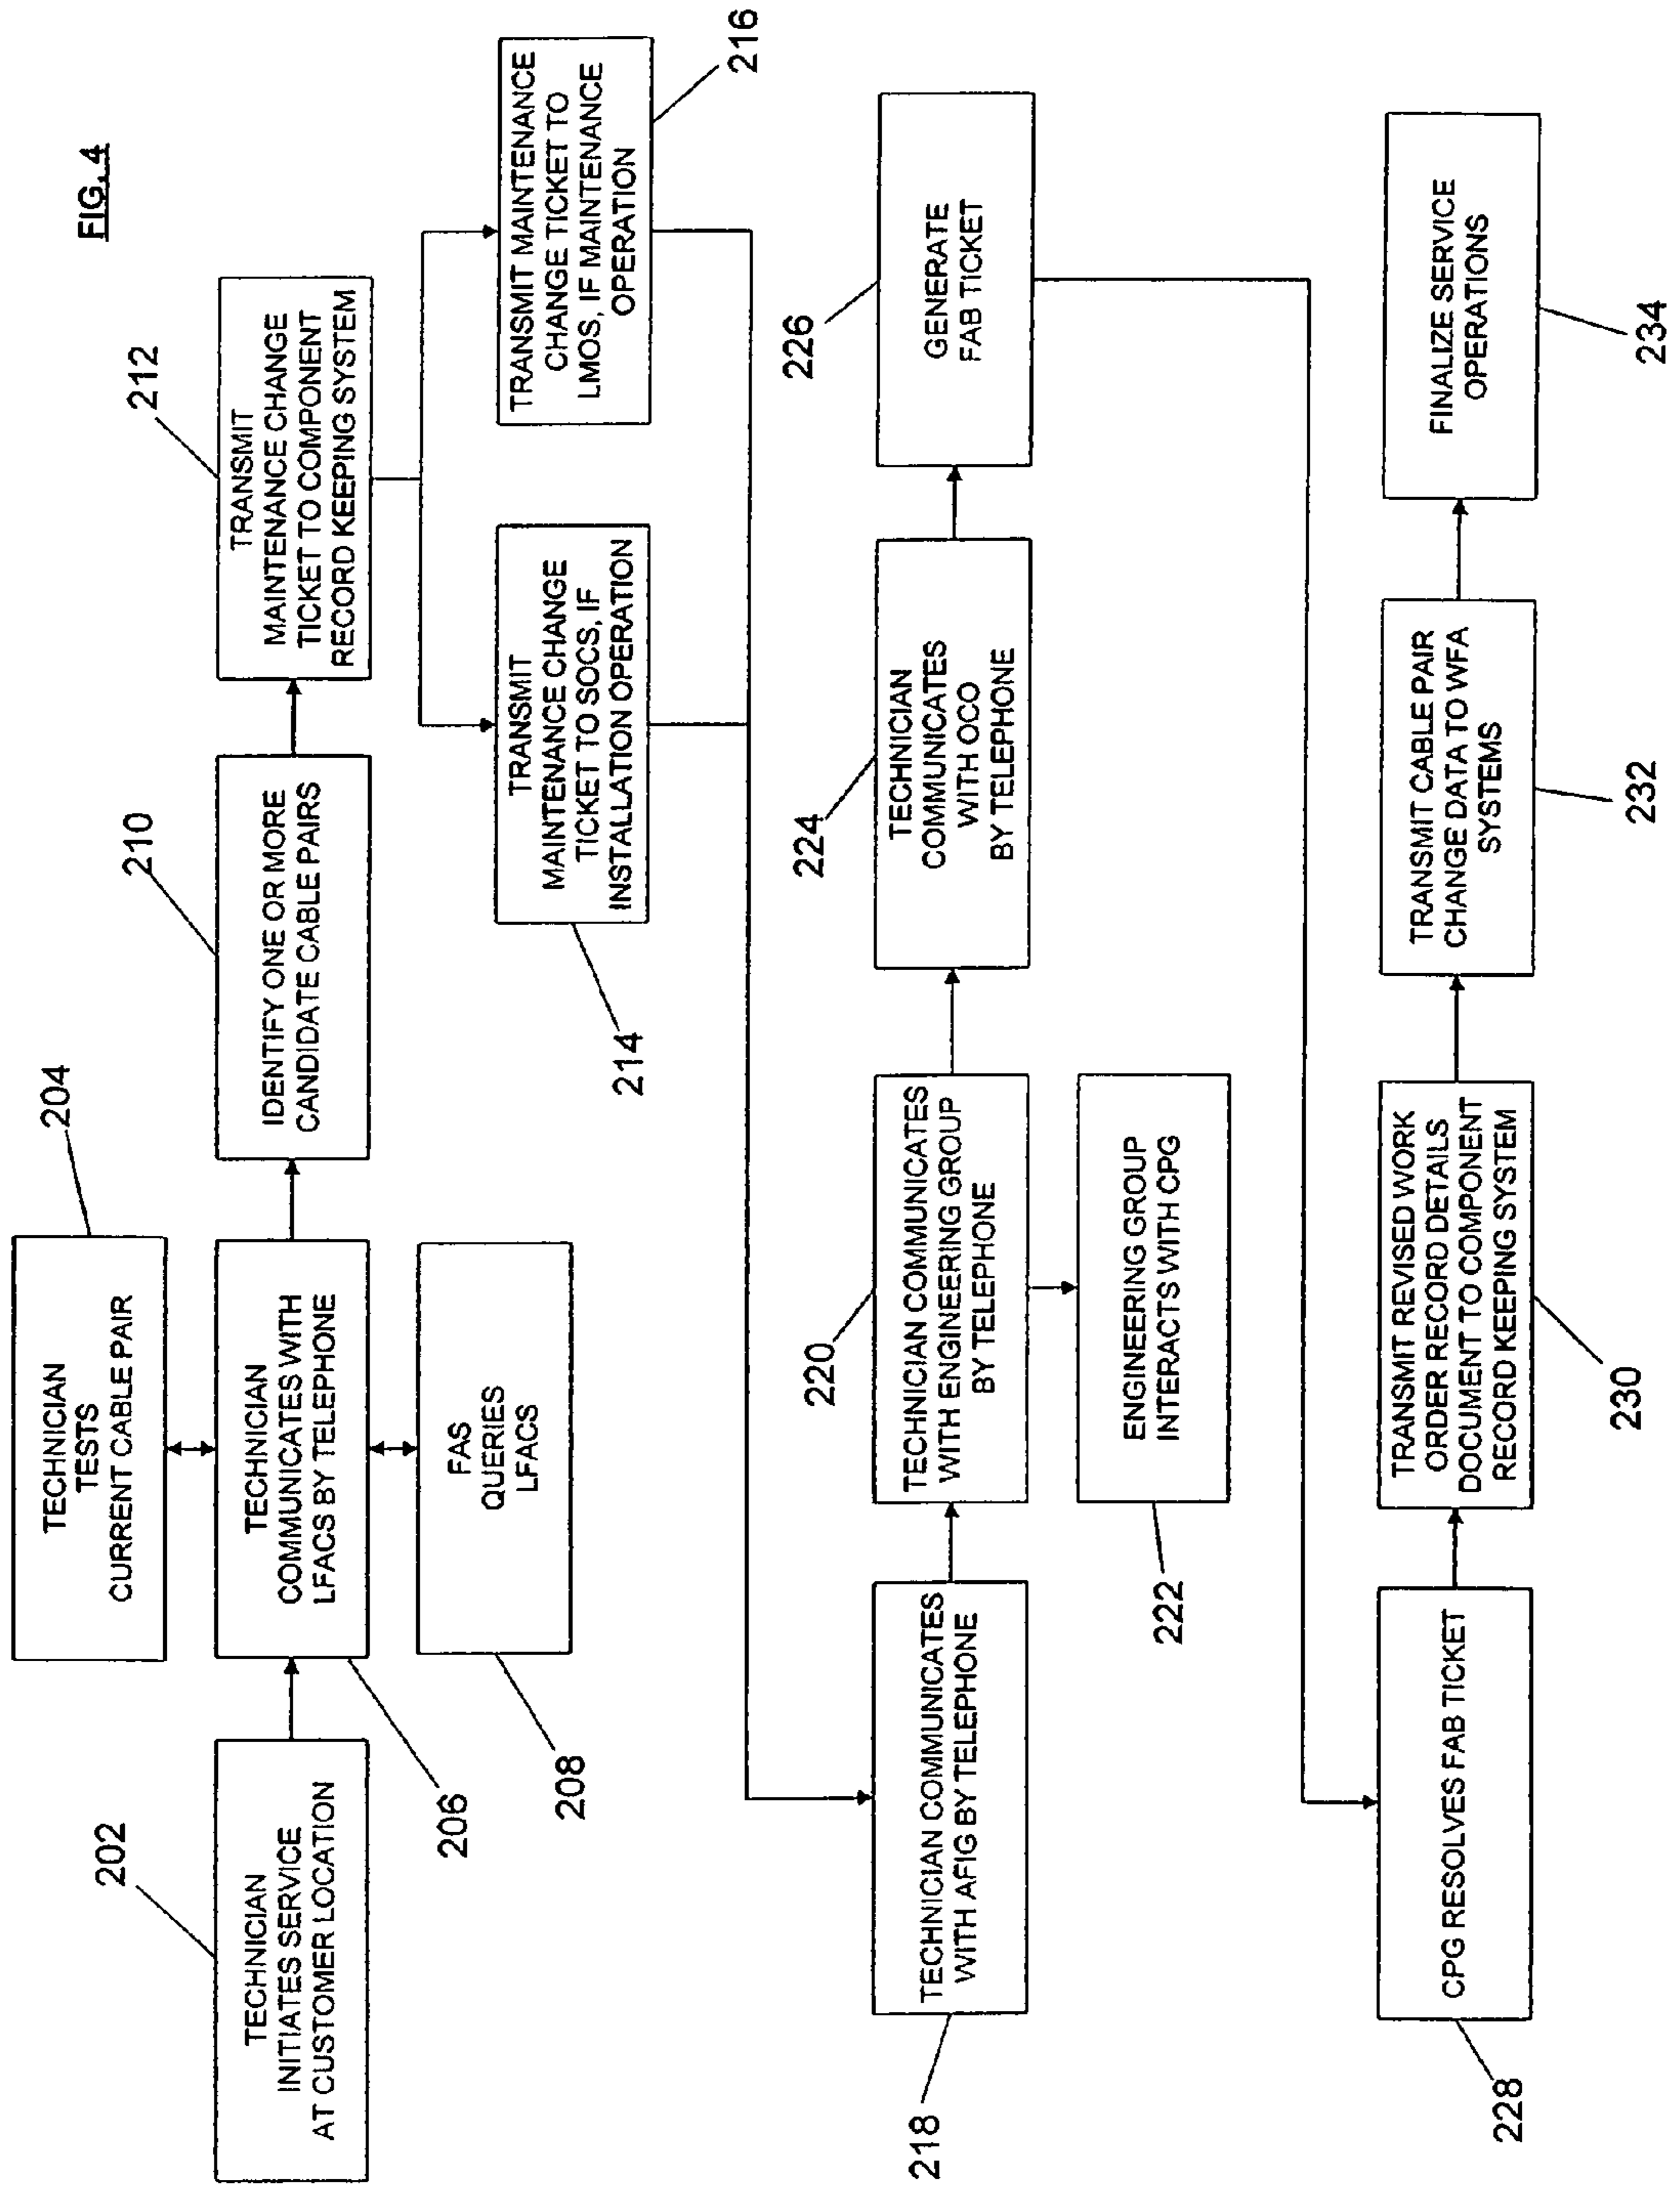 FIG. 4
202
TECHNICIAN
INITIATES SERVICE
AT CUSTOMER LOCATION
204
TECHNICIAN
TESTS
CURRENT CABLE PAIR
TECHNICIAN
COMMUNICATES WITH
LFACS BY TELEPHONE
206
FAS
QUERIES
LFACS
208
210
IDENTIFY ONE OR MORE
CANDIDATE CABLE PAIRS
212
TRANSMIT
MAINTENANCE CHANGE
TICKET TO COMPONENT
RECORD KEEPING SYSTEM
TRANSMIT
MAINTENANCE CHANGE
TICKET TO SOCS, IF
INSTALLATION OPERATION
214
TRANSMIT MAINTENANCE
CHANGE TICKET TO
LMOS, IF MAINTENANCE
OPERATION
216
TECHNICIAN COMMUNICATES
WITH AFIG BY TELEPHONE
218
220
TECHNICIAN COMMUNICATES
WITH ENGINEERING GROUP
BY TELEPHONE
ENGINEERING GROUP
INTERACTS WITH CPG
222
224
TECHNICIAN
COMMUNICATES
WITH OCO
BY TELEPHONE
226
GENERATE
FAB TICKET
CPG RESOLVES FAB TICKET
228
TRANSMIT REVISED WORK
ORDER RECORD DETAILS
DOCUMENT TO COMPONENT
RECORD KEEPING SYSTEM
230
TRANSMIT CABLE PAIR
CHANGE DATA TO WFA
SYSTEMS
232
FINALIZE SERVICE
OPERATIONS
234